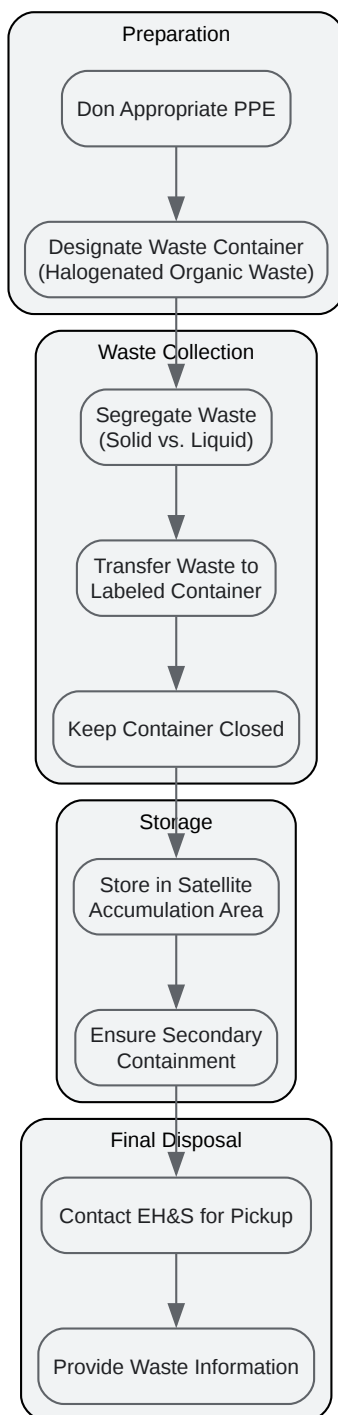 Preparation
Don Appropriate PPE
Designate Waste Container
(Halogenated Organic Waste)
Waste Collection
Segregate Waste
(Solid vs. Liquid)
Transfer Waste to
Labeled Container
Keep Container Closed
Storage
Store in Satellite
Accumulation Area
Ensure Secondary
Containment
Final Disposal
Contact EH&S for Pickup
Provide Waste Information